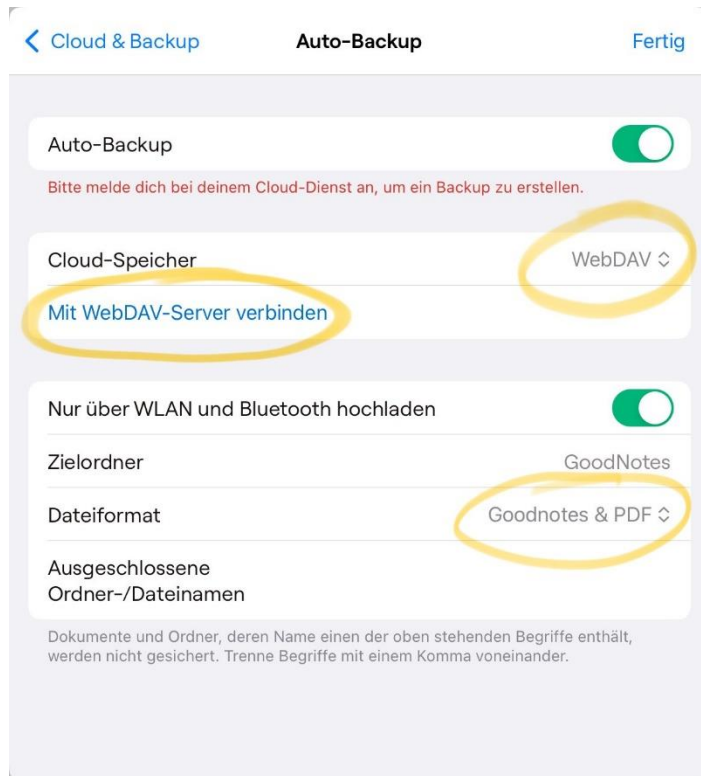 Cloud & Backup
Auto-Backup
Fertig
Auto-Backup
Bitte melde dich bei deinem Cloud-Dienst an, um ein Backup zu erstellen.
Cloud-Speicher
WebDAV
Mit WebDAV-Server verbinden
Nur über WLAN und Bluetooth hochladen
Zielordner
GoodNotes
Dateiformat
Goodnotes & PDF
Ausgeschlossene
Ordner-/Dateinamen
Dokumente und Ordner, deren Name einen der oben stehenden Begriffe enthält,
werden nicht gesichert. Trenne Begriffe mit einem Komma voneinander.